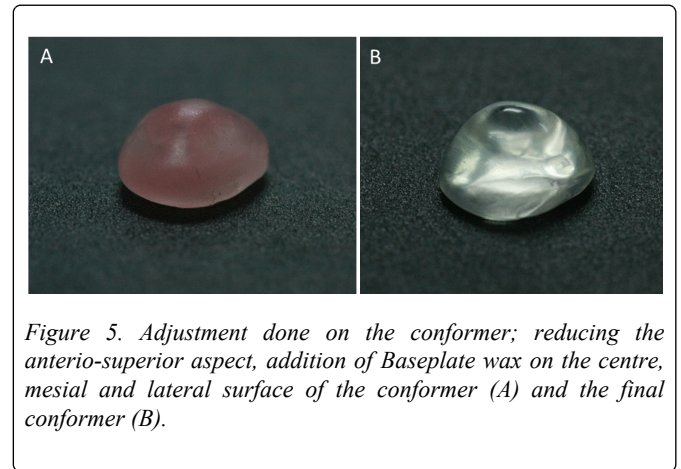 A
B
Figure 5. Adjustment done on the conformer; reducing the
anterio-superior aspect, addition of Baseplate wax on the centre,
mesial and lateral surface of the conformer (A) and the final
conformer (B).